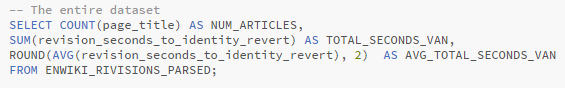 -- The entire dataset
SELECT COUNT(page_title) AS NUM_ARTICLES,
SUM(revision_seconds_to_identity_revert) AS TOTAL_SECONDS_VAN,
ROUND(AVG(revision_seconds_to_identity_revert), 2)  AS AVG_TOTAL_SECONDS_VAN
FROM ENWIKI_RIVISIONS_PARSED;